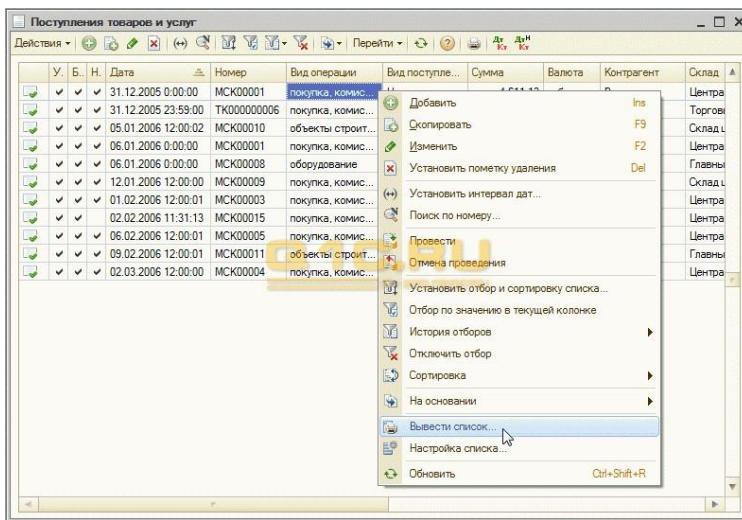 Поступления товаров и услуг
Действия Перейти Дт Кт ДтН Кт
У. Б.. Н. Дата Номер Вид операции Вид поступле... Сумма Валюта Контрагент Склад
31.12.2005 0:00:00 МСК00001 покупка, комис... Центра
31.12.2005 23:59:00 ТК000000006 покупка, комис... Торгов
05.01.2006 12:00:02 МСК00010 объекты строит... Склад
06.01.2006 0:00:00 МСК00001 покупка, комис... Центра
06.01.2006 0:00:00 МСК00008 оборудование Главны
12.01.2006 12:00:00 МСК00009 покупка, комис... Склад
01.02.2006 12:00:01 МСК00003 покупка, комис... Центра
02.02.2006 11:31:13 МСК00015 покупка, комис... Центра
06.02.2006 12:00:01 МСК00005 покупка, комис... Центра
09.02.2006 12:00:01 МСК00011 объекты строит... Главны
02.03.2006 12:00:00 МСК00004 покупка, комис... Центра
Добавить Ins
Скопировать F9
Изменить F2
Установить пометку удаления Del
Установить интервал дат...
Поиск по номеру...
Провести
Отмена проведения
Установить отбор и сортировку списка...
Отбор по значению в текущей колонке
История отборов
Отключить отбор
Сортировка
На основании
Вывести список...
Настройка списка...
Обновить Ctrl+Shift+R